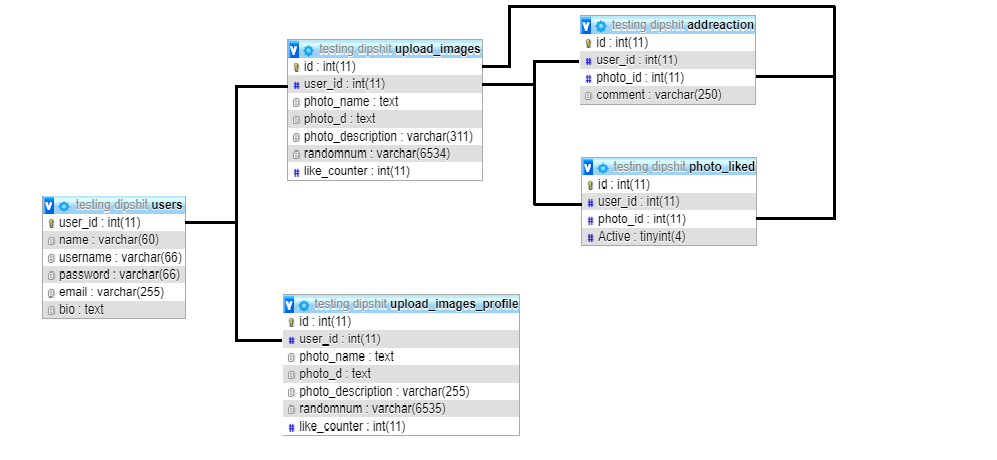 testing dipshit upload_images
id : int(11)
user_id : int(11)
photo_name : text
photo_d : text
photo_description : varchar(311)
randomnum : varchar(6534)
like_counter : int(11)
testing dipshit addreaction
id : int(11)
user_id : int(11)
photo_id : int(11)
comment : varchar(250)
testing dipshit photo_liked
id : int(11)
user_id : int(11)
photo_id : int(11)
Active : tinyint(4)
testing dipshit users
user_id : int(11)
name : varchar(60)
username : varchar(66)
password : varchar(66)
email : varchar(255)
bio : text
testing dipshit upload_images_profile
id : int(11)
user_id : int(11)
photo_name : text
photo_d : text
photo_description : varchar(255)
randomnum : varchar(6535)
like_counter : int(11)